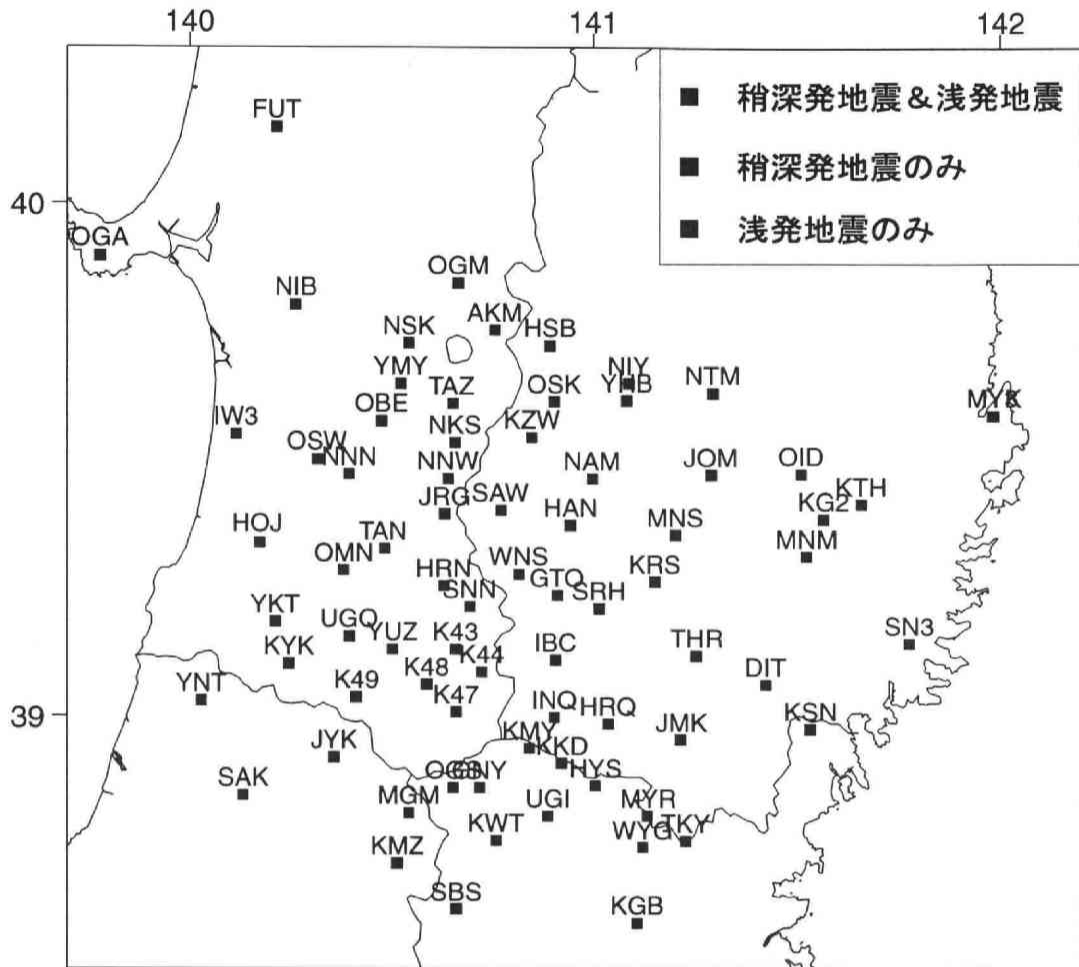 140 141 142
稍深発地震&浅発地震
稍深発地震のみ
浅発地震のみ
FUT
40
OGA
OGM
NIB
AKM
NSK
HSB
YMY
NIY
NTM
TAZ
OSK
YHB
OBE
MYK
IW3
NKS
KZW
OSW
NNN
NNW
NAM
JOM
OID
JRG
SAW
KTH
HAN
KG2
HOJ
TAN
MNS
OMN
WNS
MNM
HRN
GTO
KRS
SNN
SRH
YKT
UGO
YUZ
K43
IBC
THR
SN3
KYK
K44
YNT
K49
K48
DIT
39
K47
INO
HRQ
KSN
JYK
KMY
KKD
JMK
SAK
GNY
HYS
MGM
UGI
MYR
KWT
WYG
TKY
KMZ
SBS
KGB